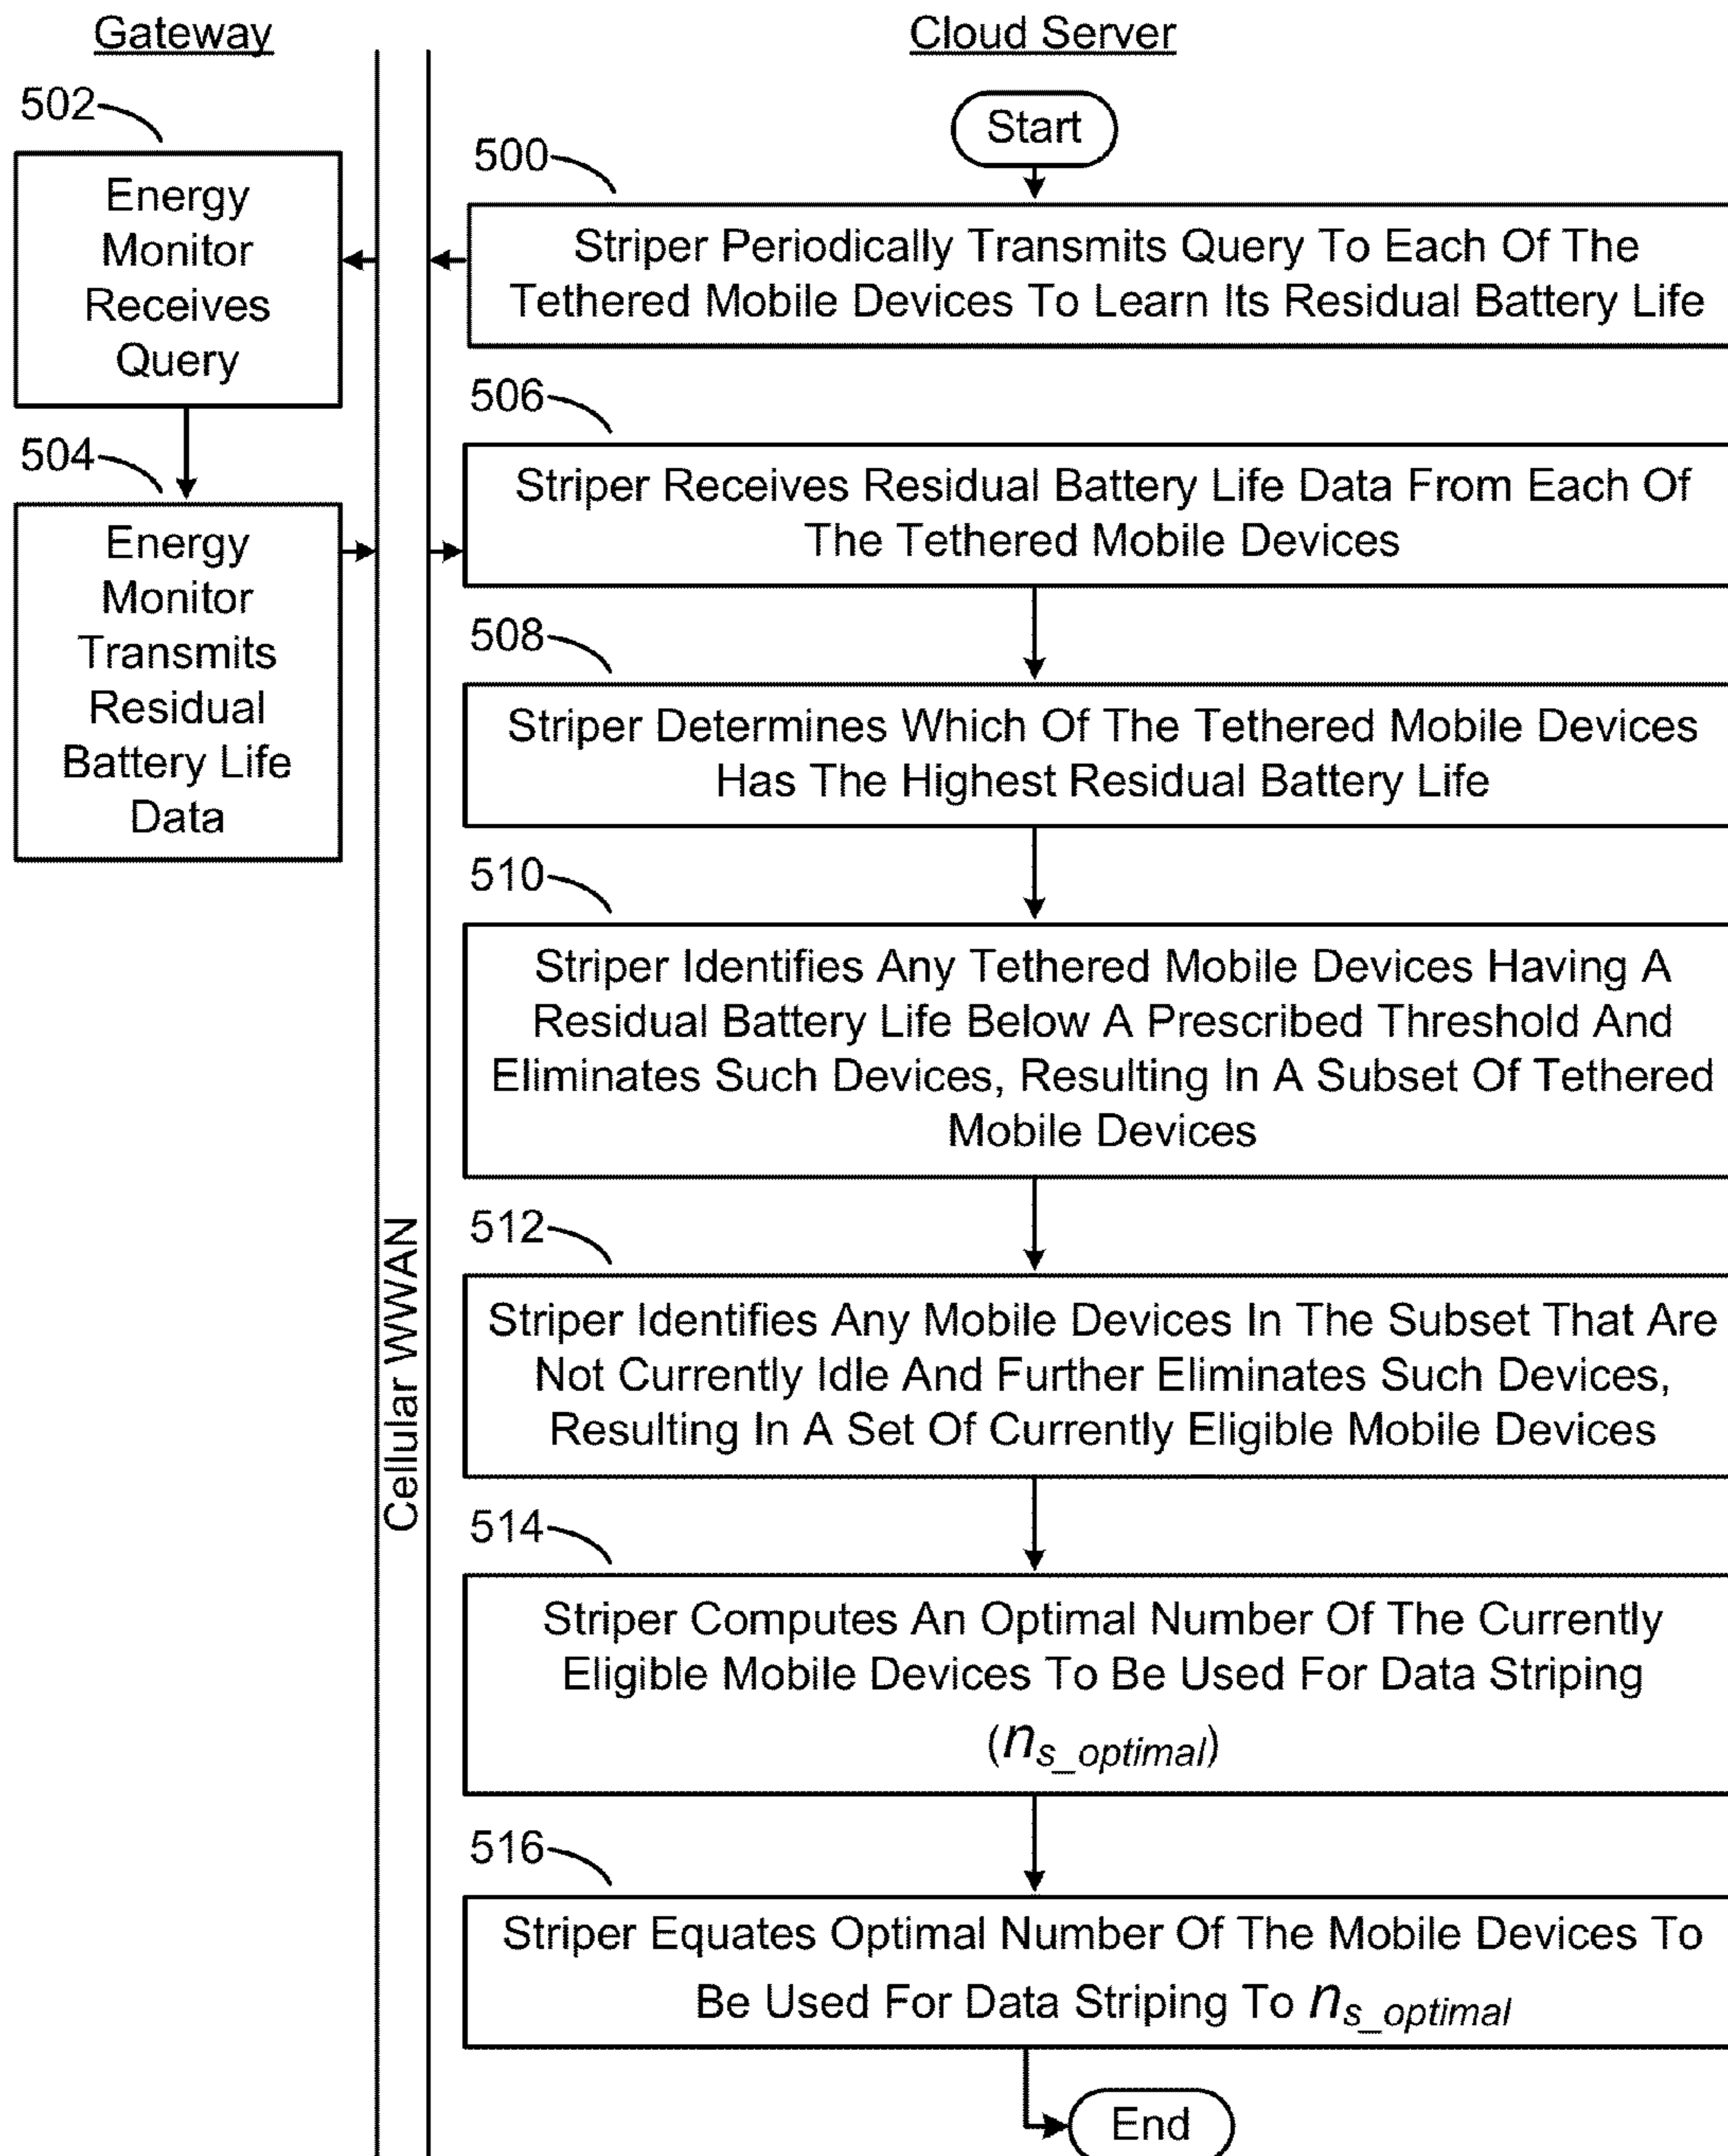 Gateway
Cloud Server
502
Start
500
Energy
Monitor
Receives
Query
Striper Periodically Transmits Query To Each Of The
Tethered Mobile Devices To Learn Its Residual Battery Life
506
504
Energy
Monitor
Transmits
Residual
Battery Life
Data
Striper Receives Residual Battery Life Data From Each Of
The Tethered Mobile Devices
508
Striper Determines Which Of The Tethered Mobile Devices
Has The Highest Residual Battery Life
510
Striper Identifies Any Tethered Mobile Devices Having A
Residual Battery Life Below A Prescribed Threshold And
Eliminates Such Devices, Resulting In A Subset Of Tethered
Mobile Devices
Cellular WWAN
512
Striper Identifies Any Mobile Devices In The Subset That Are
Not Currently Idle And Further Eliminates Such Devices,
Resulting In A Set Of Currently Eligible Mobile Devices
514
Striper Computes An Optimal Number Of The Currently
Eligible Mobile Devices To Be Used For Data Striping
(n_s_optimal)
516
Striper Equates Optimal Number Of The Mobile Devices To
Be Used For Data Striping To n_s_optimal
End